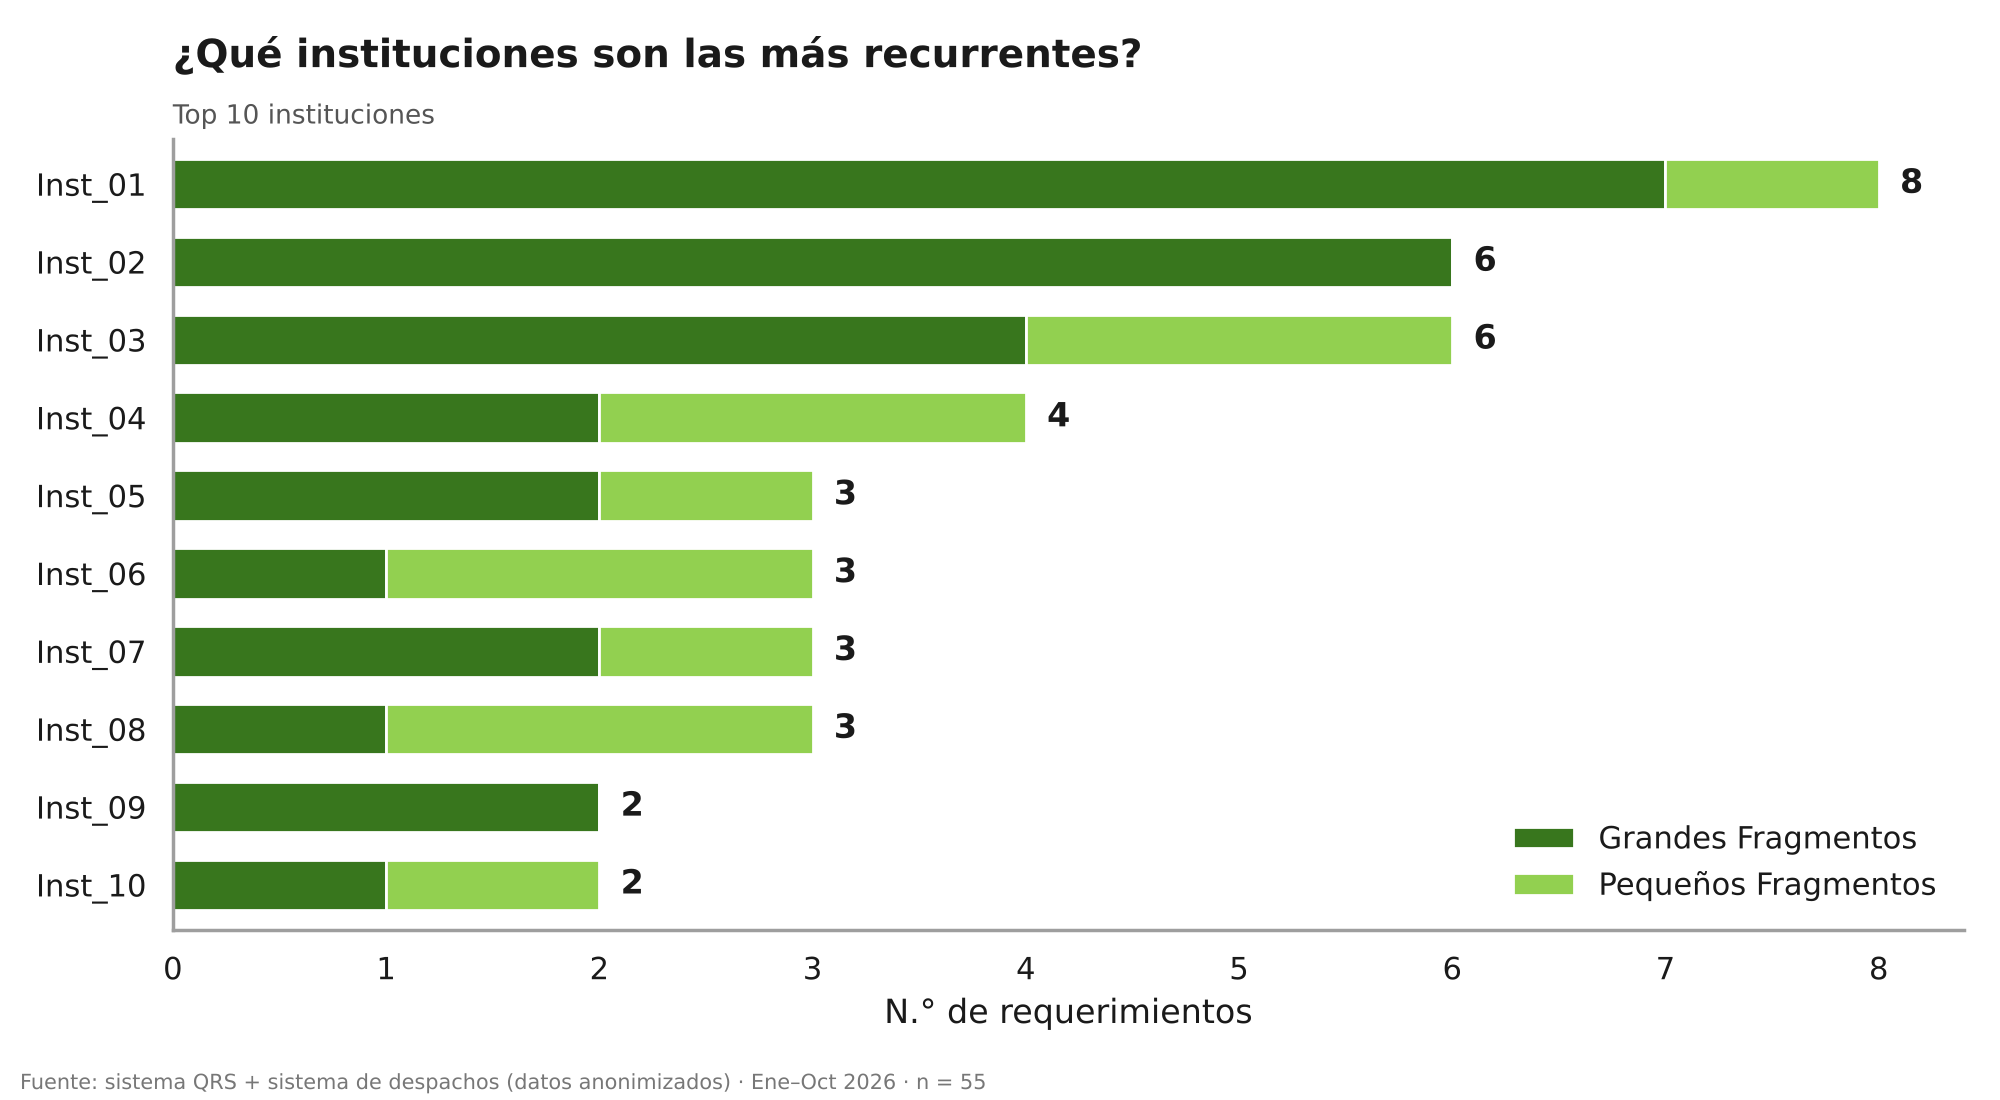 ¿Qué instituciones son las más recurrentes?
Top 10 instituciones
Inst_01 8
Inst_02 6
Inst_03 6
Inst_04 4
Inst_05 3
Inst_06 3
Inst_07 3
Inst_08 3
Inst_09 2
Inst_10 2
Grandes Fragmentos
Pequeños Fragmentos
0 1 2 3 4 5 6 7 8
N.° de requerimientos
Fuente: sistema QRS + sistema de despachos (datos anonimizados) · Ene–Oct 2026 · n = 55